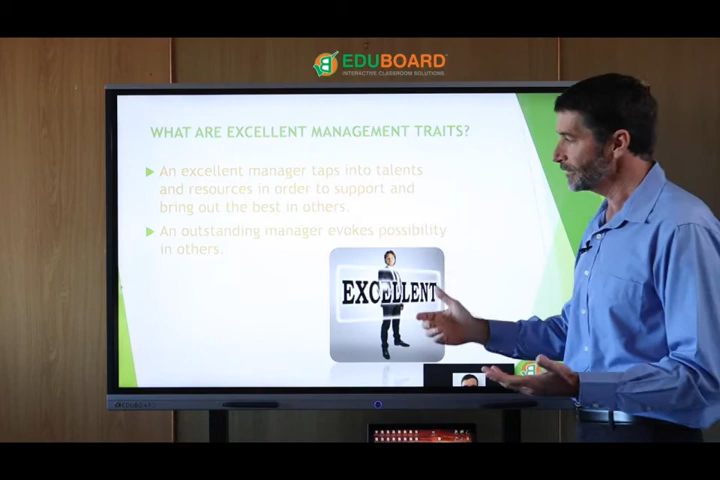 EDUBOARD
INTERACTIVE CLASSROOM SOLUTIONS
WHAT ARE EXCELLENT MANAGEMENT TRAITS?
An excellent manager taps into talents
and resources in order to support and
bring out the best in others.
An outstanding manager evokes possibility
in others.
EXCELLENT
EDUBOARD